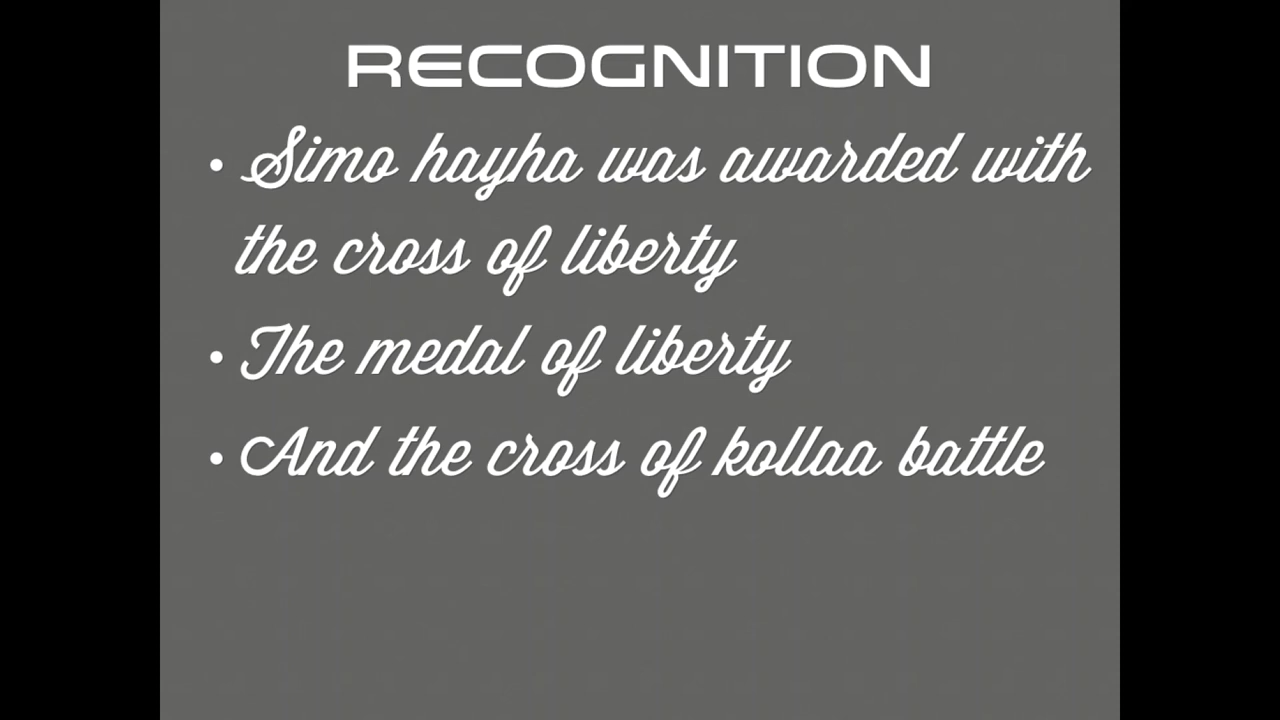 RECOGNITION
• Simo hayha was awarded with
the cross of liberty
• The medal of liberty
• And the cross of kollaa battle